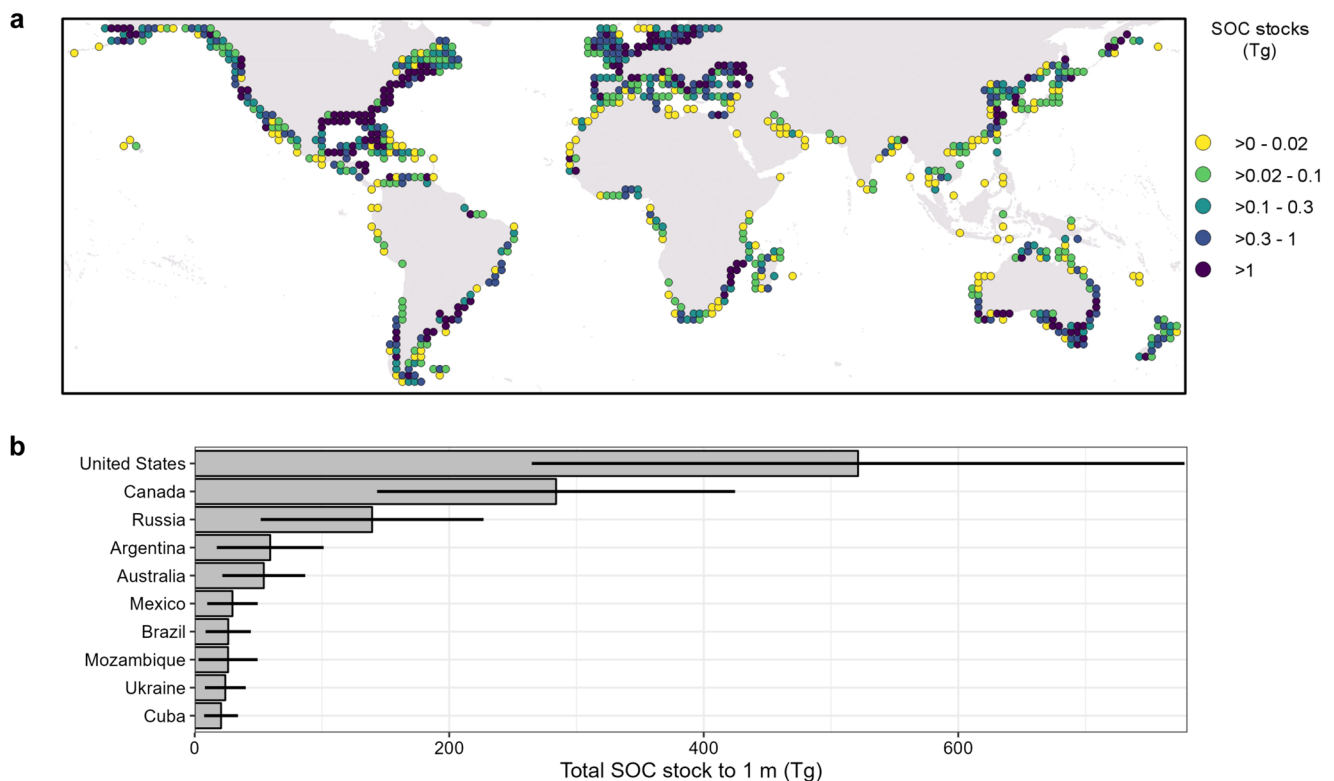 a
SOC stocks
(Tg)
>0 - 0.02
>0.02 - 0.1
>0.1 - 0.3
>0.3 - 1
>1
b
United States
Canada
Russia
Argentina
Australia
Mexico
Brazil
Mozambique
Ukraine
Cuba
0 200 400 600
Total SOC stock to 1 m (Tg)